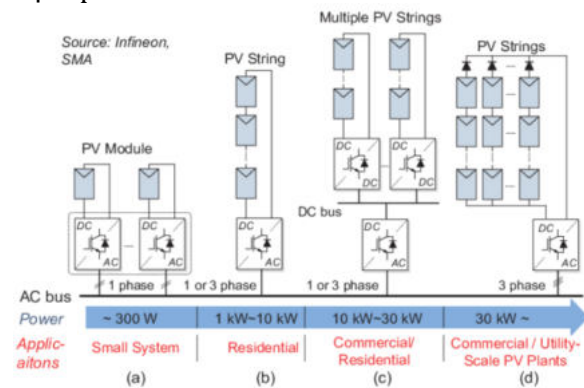 Source: Infineon,
SMA
PV Module
DC
AC
DC
AC
1 phase
PV String
DC
AC
1 or 3 phase
Multiple PV Strings
DC
DC
DC
DC
DC bus
DC
AC
1 or 3 phase
PV Strings
DC
AC
3 phase
AC bus
Power
~ 300 W
1 kW~10 kW
10 kW~30 kW
30 kW ~
Applic-
aitons
Small System
Residential
Commercial/
Residential
Commercial / Utility-
Scale PV Plants
(a)
(b)
(c)
(d)